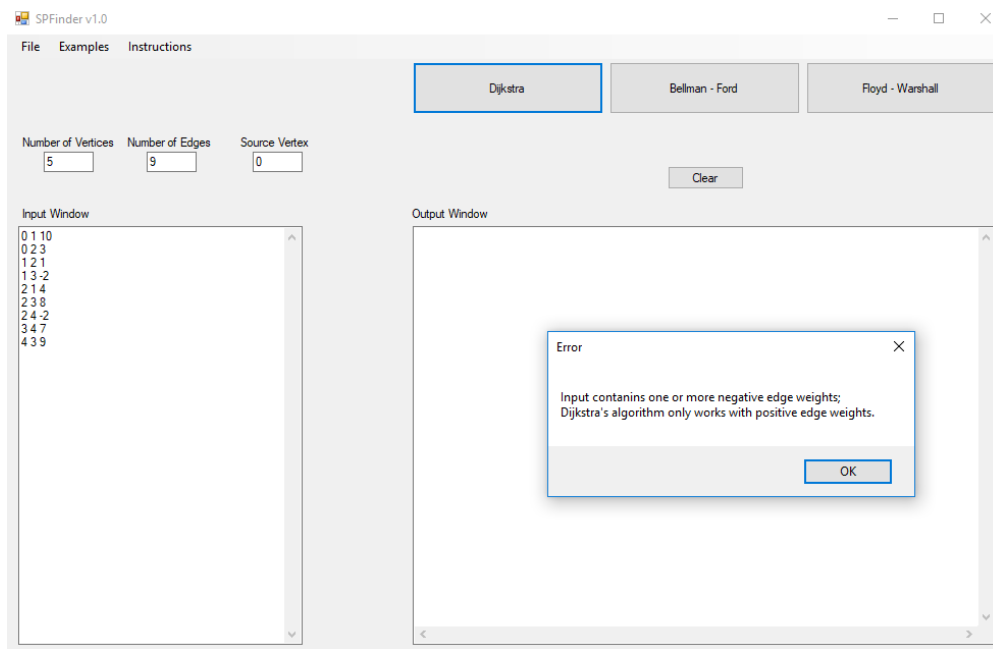 SPFinder v1.0
File Examples Instructions
Dijkstra Bellman - Ford Floyd - Warshall
Number of Vertices Number of Edges Source Vertex
5 9 0
Clear
Input Window Output Window
0 1 10
0 2 3
1 2 1
1 3 -2
2 1 4
2 3 8
2 4 -2
3 4 7
4 3 9
Error
Input contanins one or more negative edge weights;
Dijkstra's algorithm only works with positive edge weights.
OK